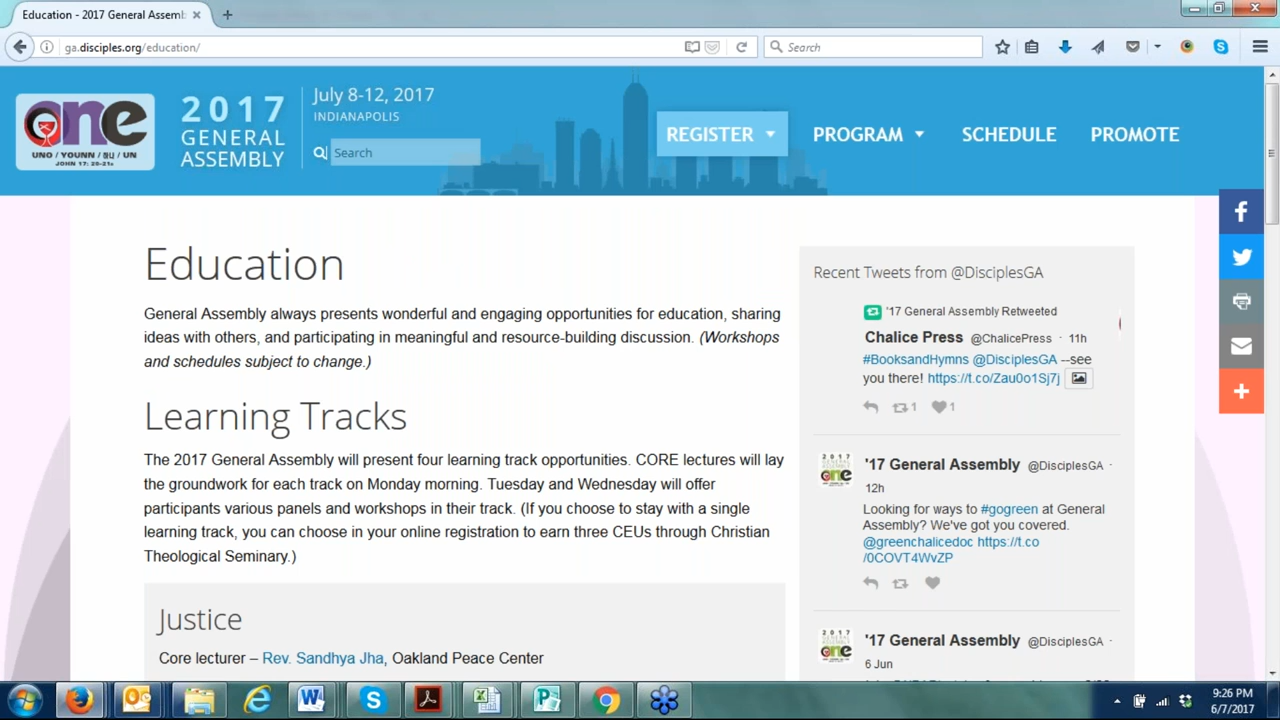 Education - 2017 General Assemb
ga.disciples.org/education/
Search
one
UNO / YOUNN / 하나 / UN
JOHN 17: 20-21s
2017
GENERAL
ASSEMBLY
July 8-12, 2017
INDIANAPOLIS
Search
REGISTER
PROGRAM
SCHEDULE
PROMOTE
Education
General Assembly always presents wonderful and engaging opportunities for education, sharing
ideas with others, and participating in meaningful and resource-building discussion. (Workshops
and schedules subject to change.)
Learning Tracks
The 2017 General Assembly will present four learning track opportunities. CORE lectures will lay
the groundwork for each track on Monday morning. Tuesday and Wednesday will offer
participants various panels and workshops in their track. (If you choose to stay with a single
learning track, you can choose in your online registration to earn three CEUs through Christian
Theological Seminary.)
Justice
Core lecturer – Rev. Sandhya Jha, Oakland Peace Center
Recent Tweets from @DisciplesGA
'17 General Assembly Retweeted
Chalice Press @ChalicePress · 11h
#BooksandHymns @DisciplesGA --see
you there! https://t.co/Zau0o1Sj7j
1 1
'17 General Assembly @DisciplesGA ·
12h
Looking for ways to #gogreen at General
Assembly? We've got you covered.
@greenchalicedoc https://t.co
/0COVT4WvZP
'17 General Assembly @DisciplesGA ·
6 Jun
9:26 PM
6/7/2017